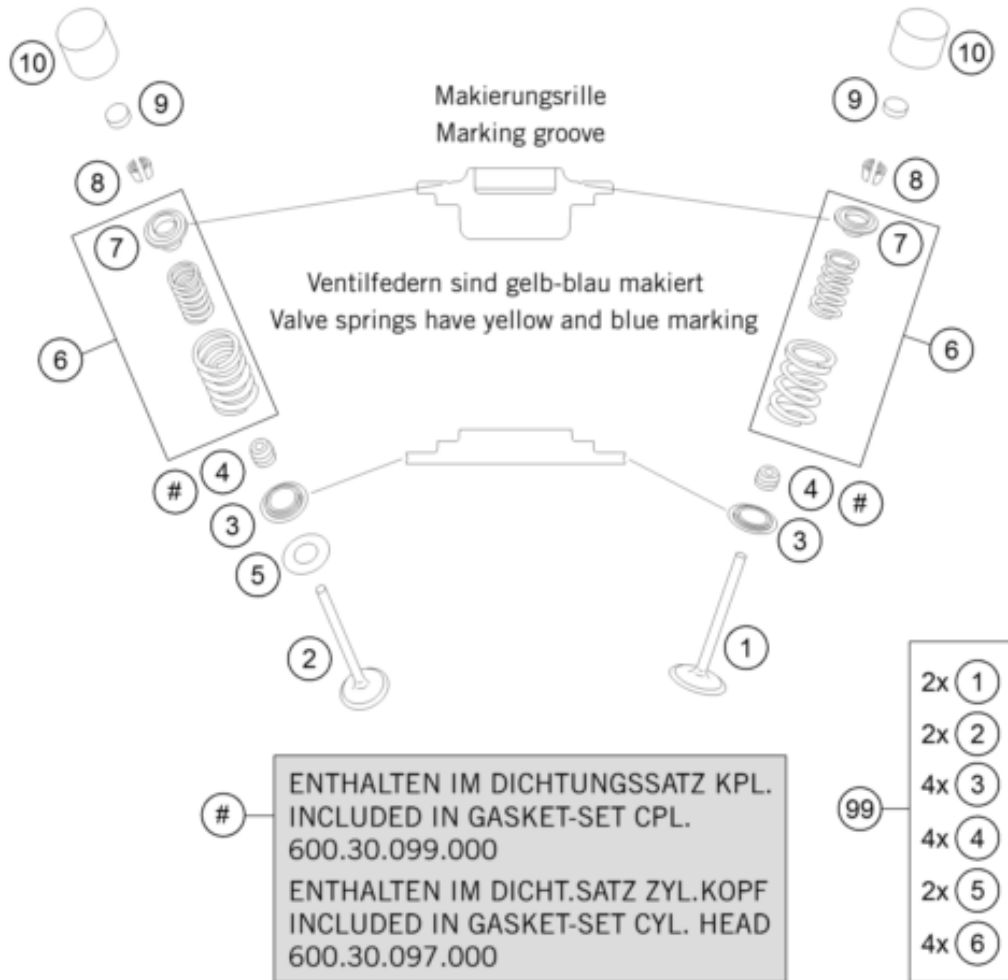 10
10
9
9
Makierungsrille
Marking groove
8
8
7
7
Ventilfedern sind gelb-blau makiert
Valve springs have yellow and blue marking
6
6
# 4
4 #
3
3
5
2
1
2x 1
2x 2
4x 3
99
4x 4
2x 5
4x 6
#
ENTHALTEN IM DICHTUNGSSATZ KPL.
INCLUDED IN GASKET-SET CPL.
600.30.099.000
ENTHALTEN IM DICHT.SATZ ZYL.KOPF
INCLUDED IN GASKET-SET CYL. HEAD
600.30.097.000